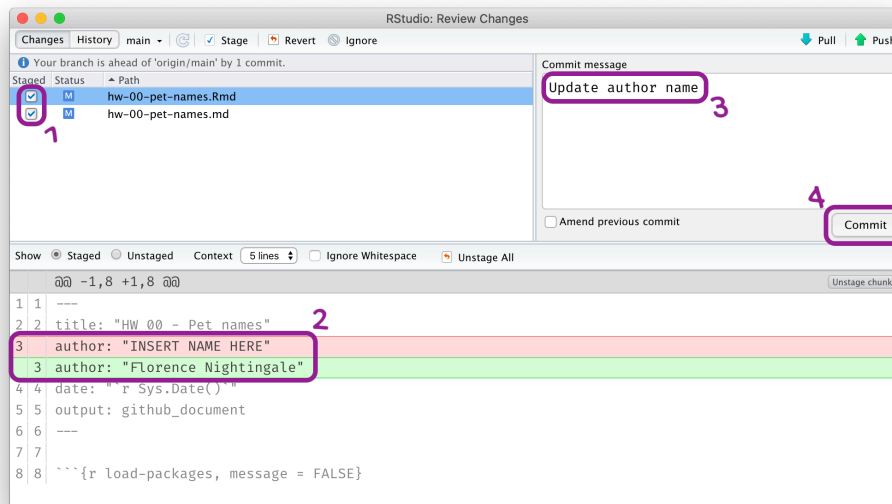 RStudio: Review Changes
Changes History main Stage Revert Ignore Pull Push
Your branch is ahead of 'origin/main' by 1 commit.
Commit message
Staged Status Path
M hw-00-pet-names.Rmd
M hw-00-pet-names.md
1
Update author name
3
Amend previous commit
4
Commit
Show Staged Unstaged Context 5 lines Ignore Whitespace Unstage All
@@ -1,8 +1,8 @@
Unstage chunk
1 1 ---
2 2 title: "HW 00 - Pet names"
2
3 author: "INSERT NAME HERE"
3 author: "Florence Nightingale"
4 4 date: "`r Sys.Date()`"
5 5 output: github_document
6 6 ---
7 7
8 8 ```{r load-packages, message = FALSE}